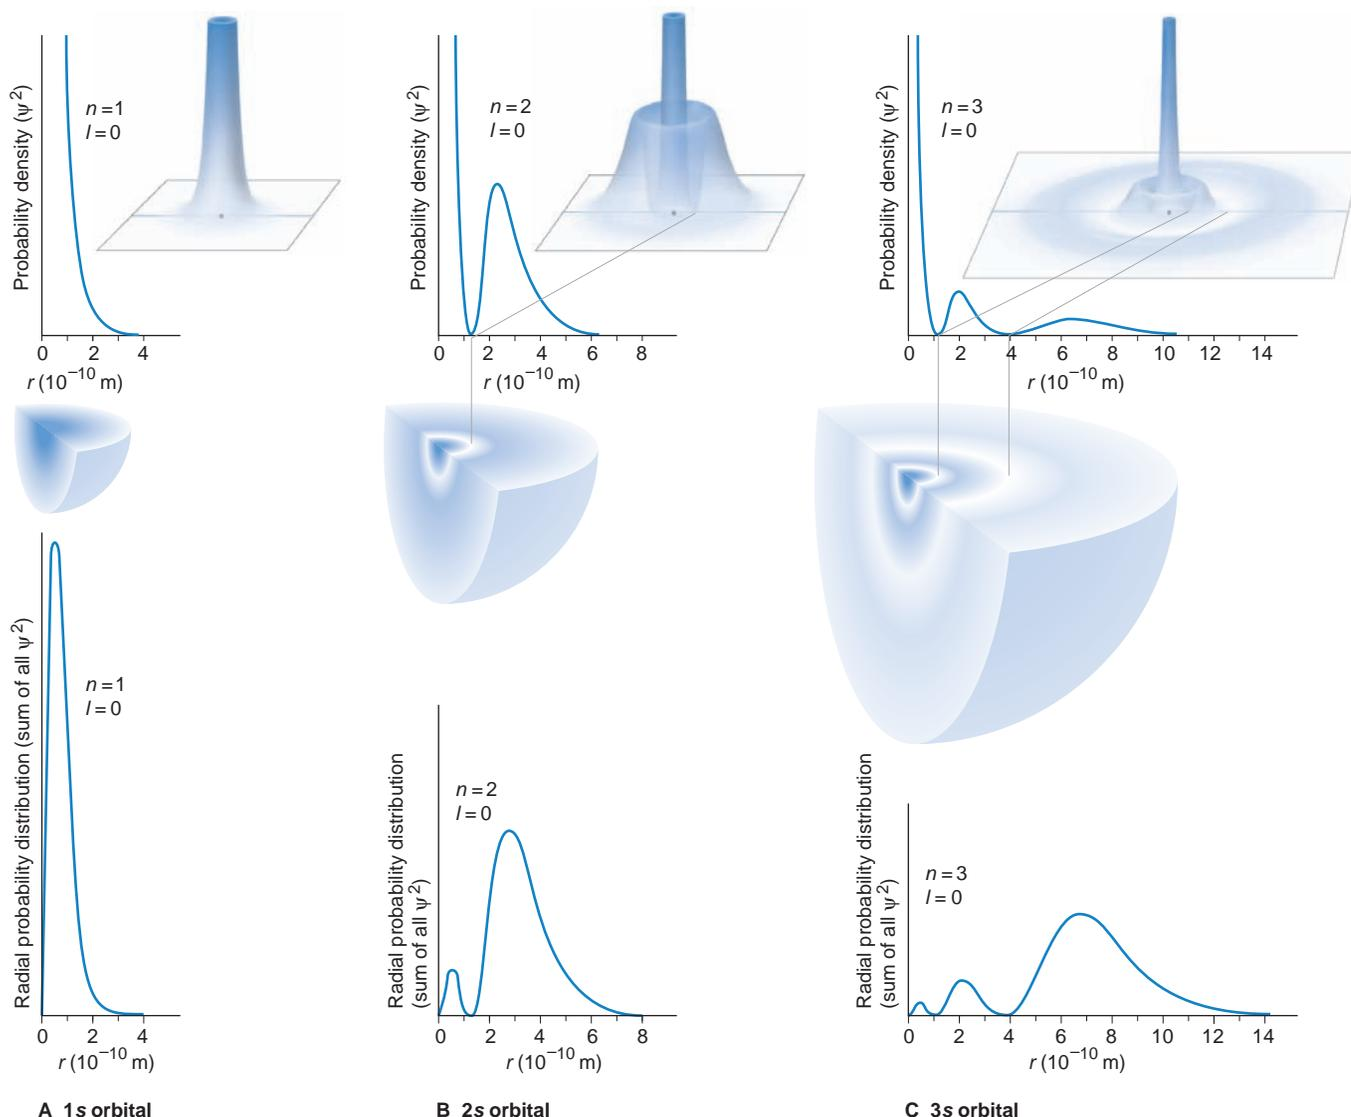 Probability density (ψ²)
n = 1
l = 0
0 2 4
r (10⁻¹⁰ m)
Probability density (ψ²)
n = 2
l = 0
0 2 4 6 8
r (10⁻¹⁰ m)
Probability density (ψ²)
n = 3
l = 0
0 2 4 6 8 10 12 14
r (10⁻¹⁰ m)
Radial probability distribution (sum of all ψ²)
n = 1
l = 0
0 2 4
r (10⁻¹⁰ m)
A 1s orbital
Radial probability distribution
(sum of all ψ²)
n = 2
l = 0
0 2 4 6 8
r (10⁻¹⁰ m)
B 2s orbital
Radial probability distribution
(sum of all ψ²)
n = 3
l = 0
0 2 4 6 8 10 12 14
r (10⁻¹⁰ m)
C 3s orbital